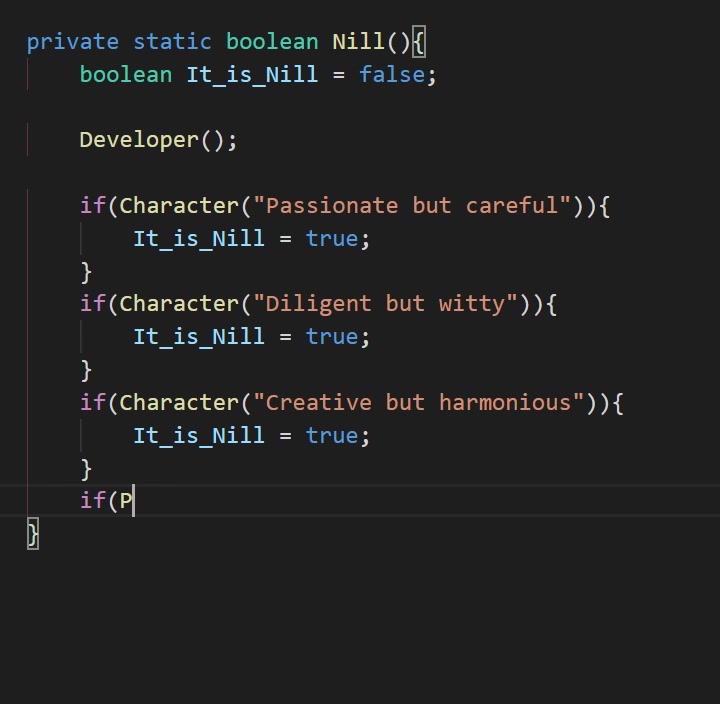 private static boolean Nill(){
    boolean It_is_Nill = false;
    Developer();
    if(Character("Passionate but careful")){
        It_is_Nill = true;
    }
    if(Character("Diligent but witty")){
        It_is_Nill = true;
    }
    if(Character("Creative but harmonious")){
        It_is_Nill = true;
    }
    if(P
}